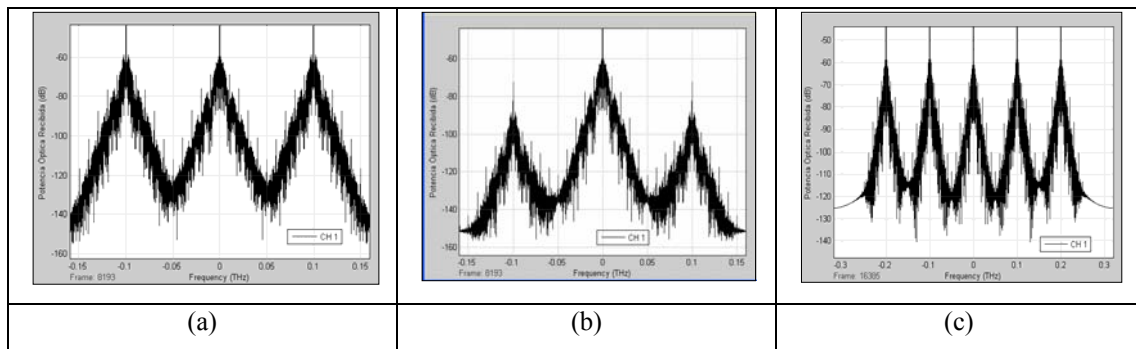 -60
-80
-100
-120
-140
-160
Potencia Óptica Recibida (dB)
CH 1
-0.15
-0.1
-0.05
0
0.05
0.1
0.15
Frame: 8193
Frequency (THz)
-60
-80
-100
-120
-140
-160
Potencia Óptica Recibida (dB)
CH 1
-0.15
-0.1
-0.05
0
0.05
0.1
0.15
Frame: 8193
Frequency (THz)
-50
-60
-70
-80
-90
-100
-110
-120
-130
-140
Potencia Óptica Recibida (dB)
CH 1
-0.3
-0.2
-0.1
0
0.1
0.2
0.3
Frame: 16385
Frequency (THz)
(a)
(b)
(c)